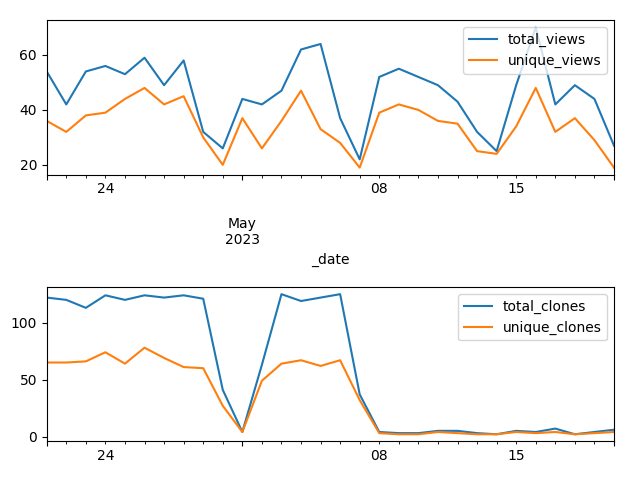 total_views
unique_views
60
40
20
24
08
15
May
2023
_date
total_clones
unique_clones
100
50
0
24
08
15